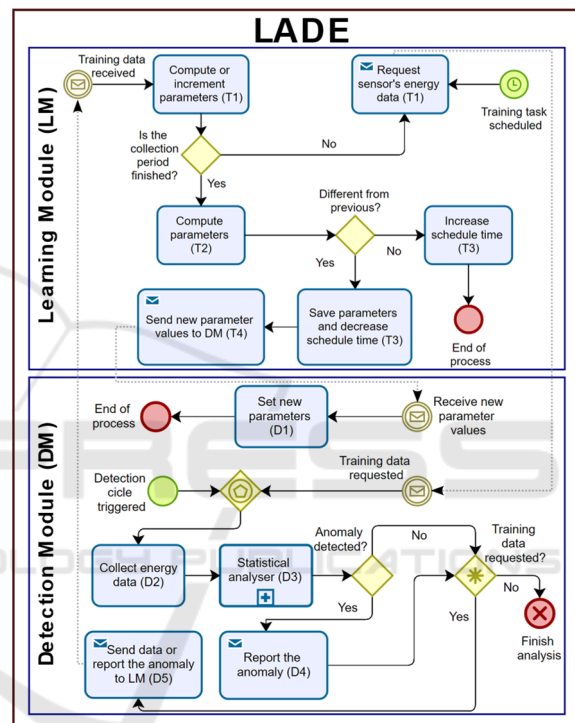 LADE
Learning Module (LM)
Training data
received
Compute or
increment
parameters (T1)
Request
sensor's energy
data (T1)
Training task
scheduled
Is the
collection
period
finished?
No
Yes
Different from
previous?
Compute
parameters
(T2)
No
Increase
schedule time
(T3)
Yes
Send new parameter
values to DM (T4)
Save parameters
and decrease
schedule time (T3)
End of
process
Detection Module (DM)
End of
process
Set new
parameters (D1)
Receive new
parameter
values
Detection
cicle
triggered
Training data
requested
Anomaly
detected?
No
Training
data
requested?
Collect energy
data (D2)
Statistical
analyser (D3)
No
Yes
Yes
Finish
analysis
Send data or
report the anomaly
to LM (D5)
Report the
anomaly (D4)
PRESS
OLOGY PUBLICATIONS